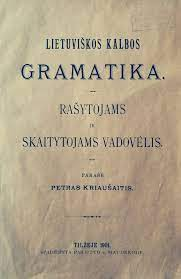 LIETUVIŠKOS KALBOS
GRAMATIKA.
RAŠYTOJAMS
IR
SKAITYTOJAMS VADOVĖLIS.
PARAŠĖ
PETRAS KRIAUŠAITIS.
TILŽĖJE 1901.